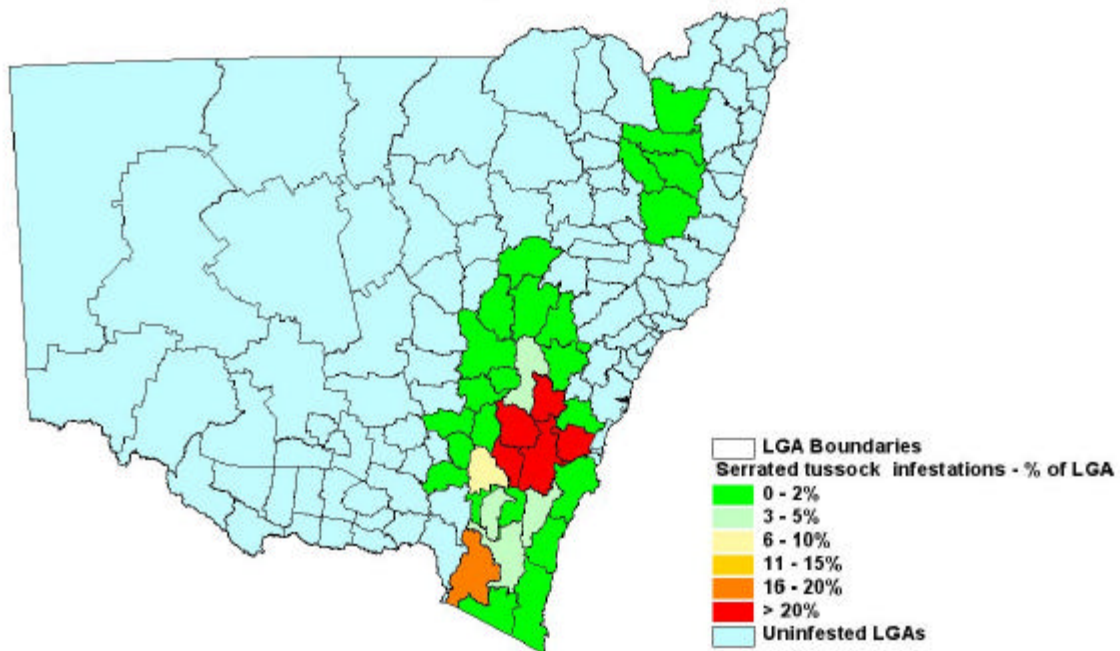 LGA Boundaries
Serrated tussock infestations - % of LGA
0 - 2%
3 - 5%
6 - 10%
11 - 15%
16 - 20%
> 20%
Uninfested LGAs